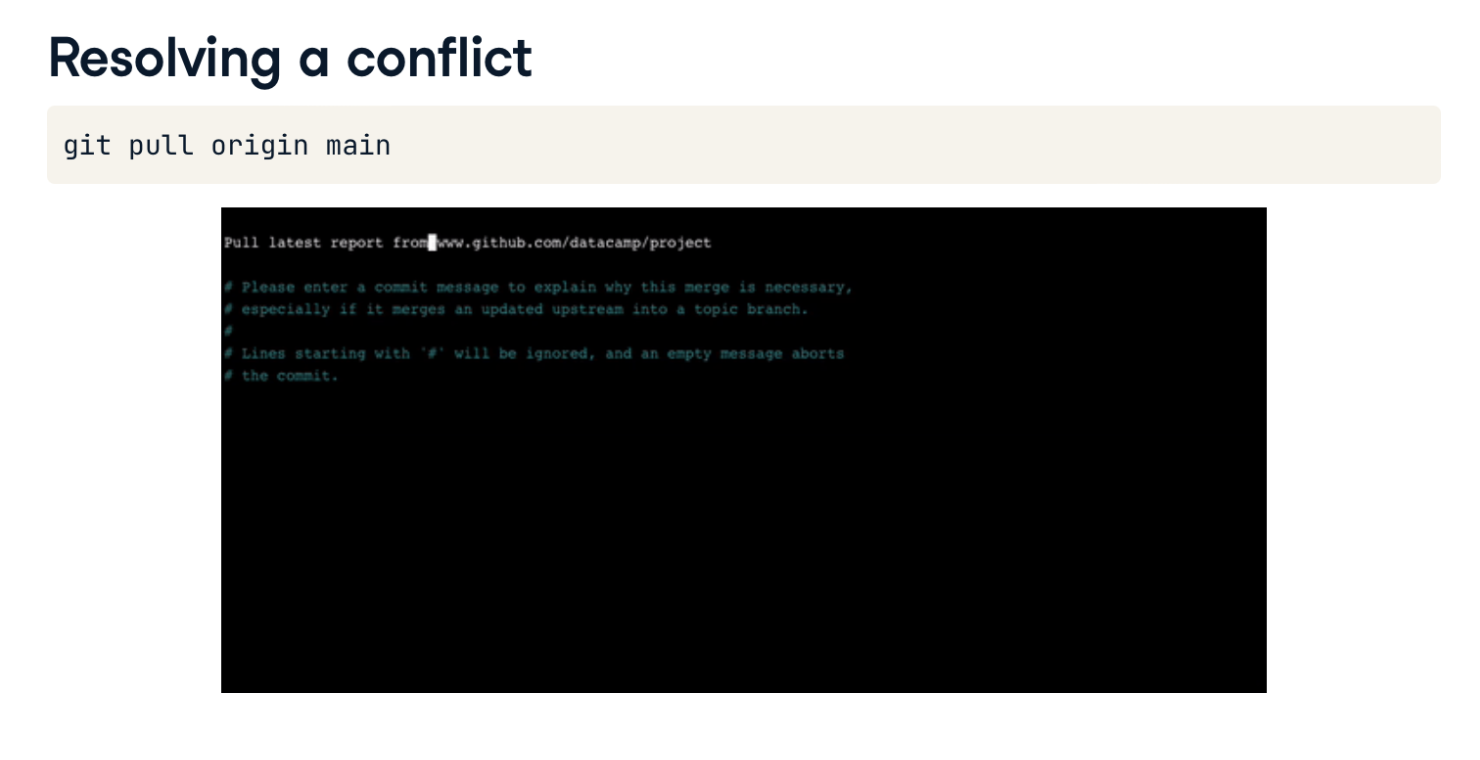 Resolving a conflict
git pull origin main
Pull latest report from www.github.com/datacamp/project
# Please enter a commit message to explain why this merge is necessary,
# especially if it merges an updated upstream into a topic branch.
#
# Lines starting with '#' will be ignored, and an empty message aborts
# the commit.